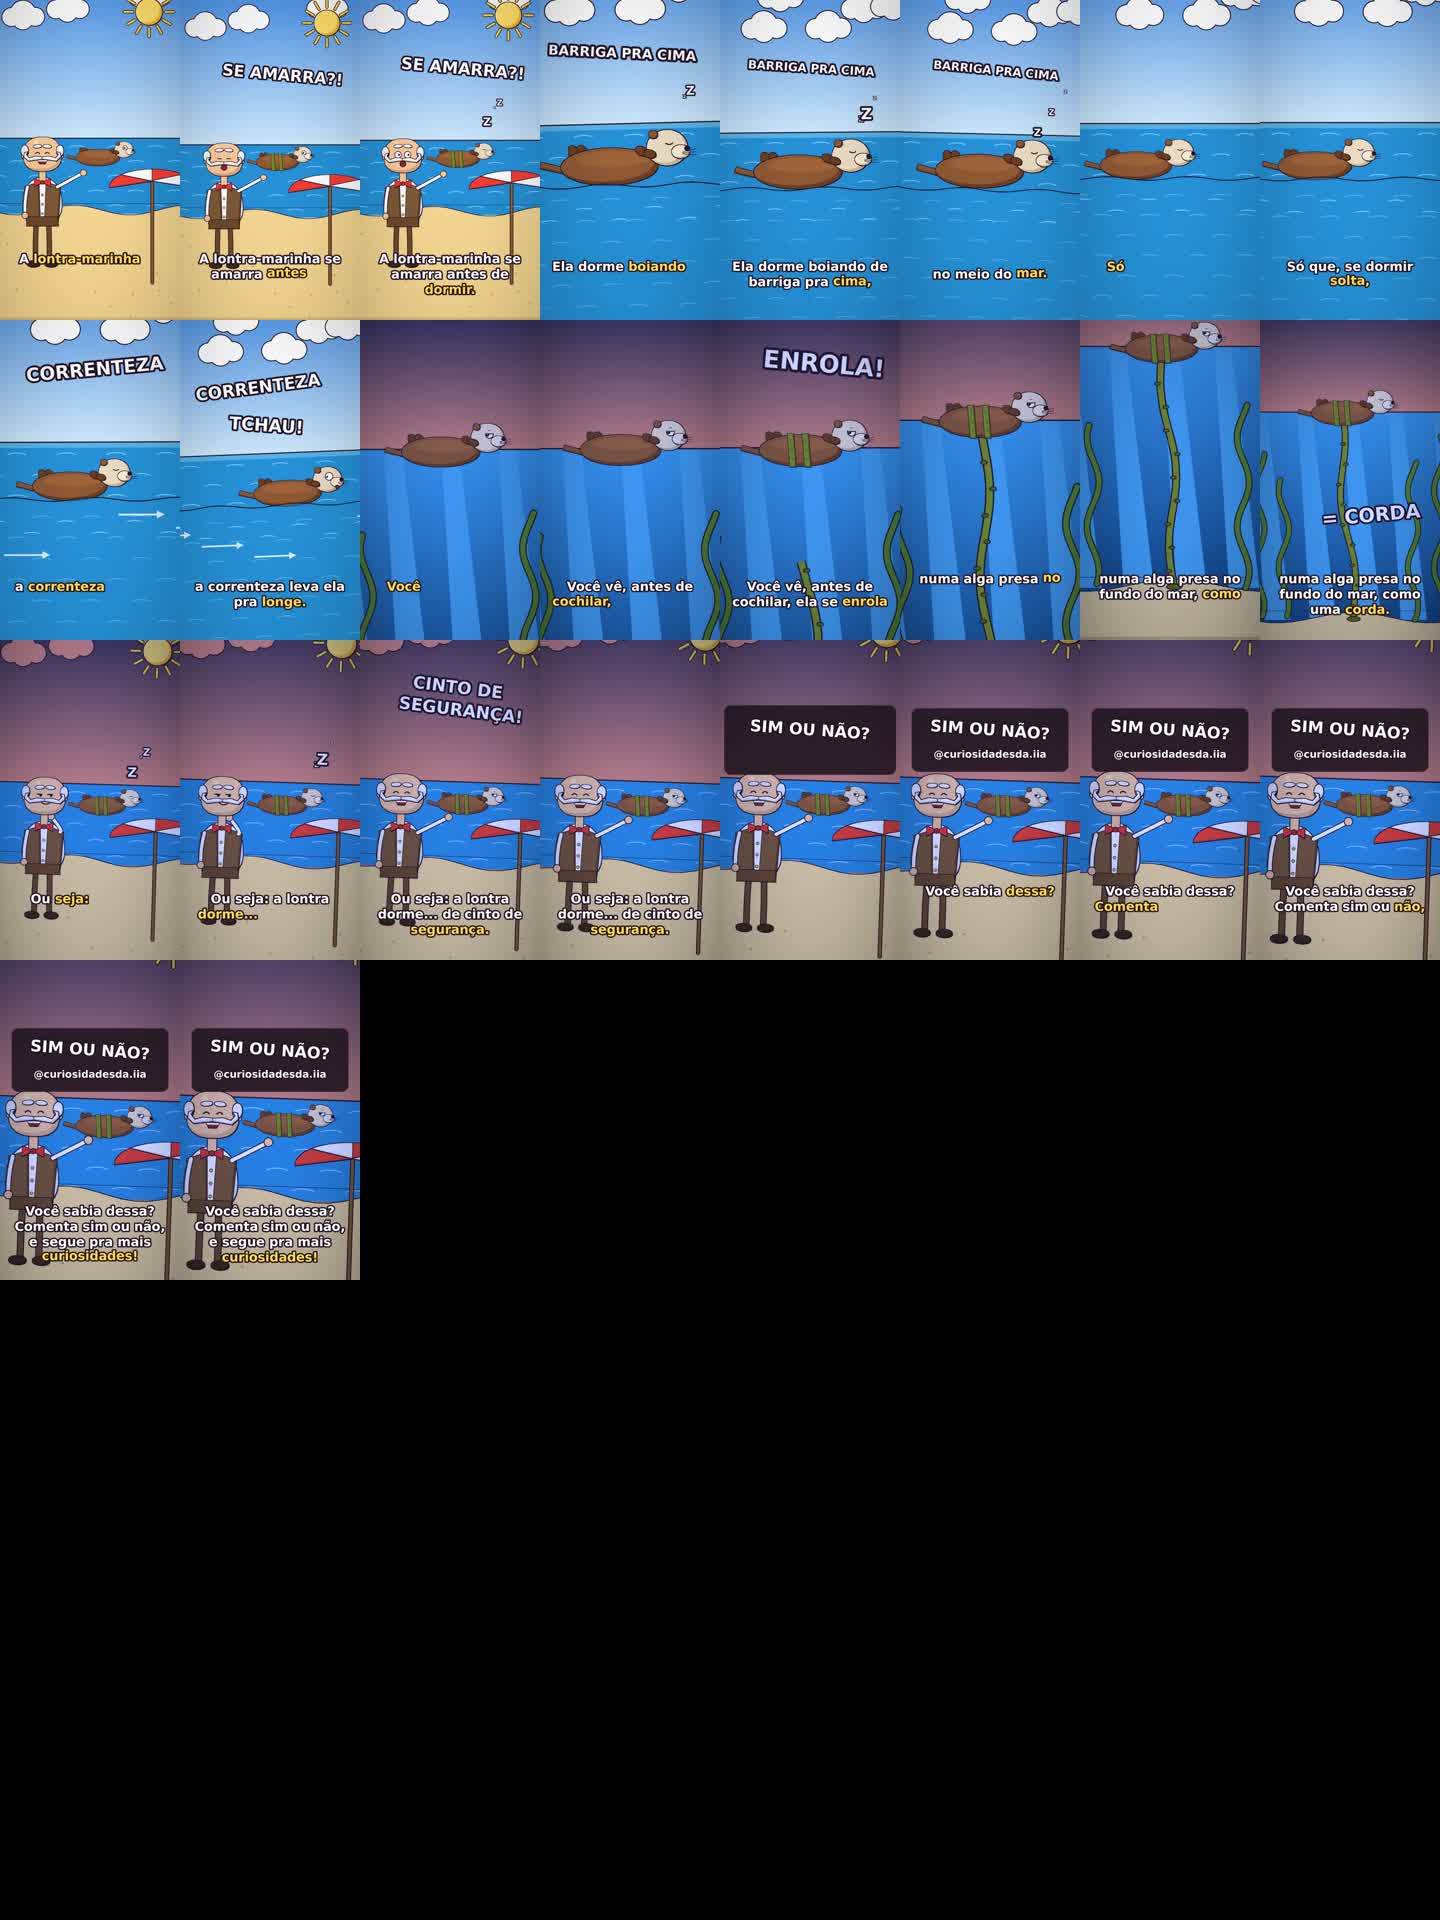 A lontra-marinha
SE AMARRA?!
A lontra-marinha se
amarra antes
SE AMARRA?!
z
Z
A lontra-marinha se
amarra antes de
dormir.
BARRIGA PRA CIMA
z
Z
Ela dorme boiando
BARRIGA PRA CIMA
z
z
Z
Ela dorme boiando de
barriga pra cima,
BARRIGA PRA CIMA
z
z
Z
no meio do mar.
Só
Só que, se dormir
solta,
CORRENTEZA
a correnteza
CORRENTEZA
TCHAU!
a correnteza leva ela
pra longe.
Você
Você vê, antes de
cochilar,
ENROLA!
Você vê, antes de
cochilar, ela se enrola
numa alga presa no
numa alga presa no
fundo do mar, como
= CORDA
numa alga presa no
fundo do mar, como
uma corda.
z
Z
Ou seja:
z
Z
Ou seja: a lontra
dorme...
CINTO DE
SEGURANÇA!
Ou seja: a lontra
dorme... de cinto de
segurança.
Ou seja: a lontra
dorme... de cinto de
segurança.
SIM OU NÃO?
SIM OU NÃO?
@curiosidadesda.iia
Você sabia dessa?
SIM OU NÃO?
@curiosidadesda.iia
Você sabia dessa?
Comenta
SIM OU NÃO?
@curiosidadesda.iia
Você sabia dessa?
Comenta sim ou não,
SIM OU NÃO?
@curiosidadesda.iia
Você sabia dessa?
Comenta sim ou não,
e segue pra mais
curiosidades!
SIM OU NÃO?
@curiosidadesda.iia
Você sabia dessa?
Comenta sim ou não,
e segue pra mais
curiosidades!